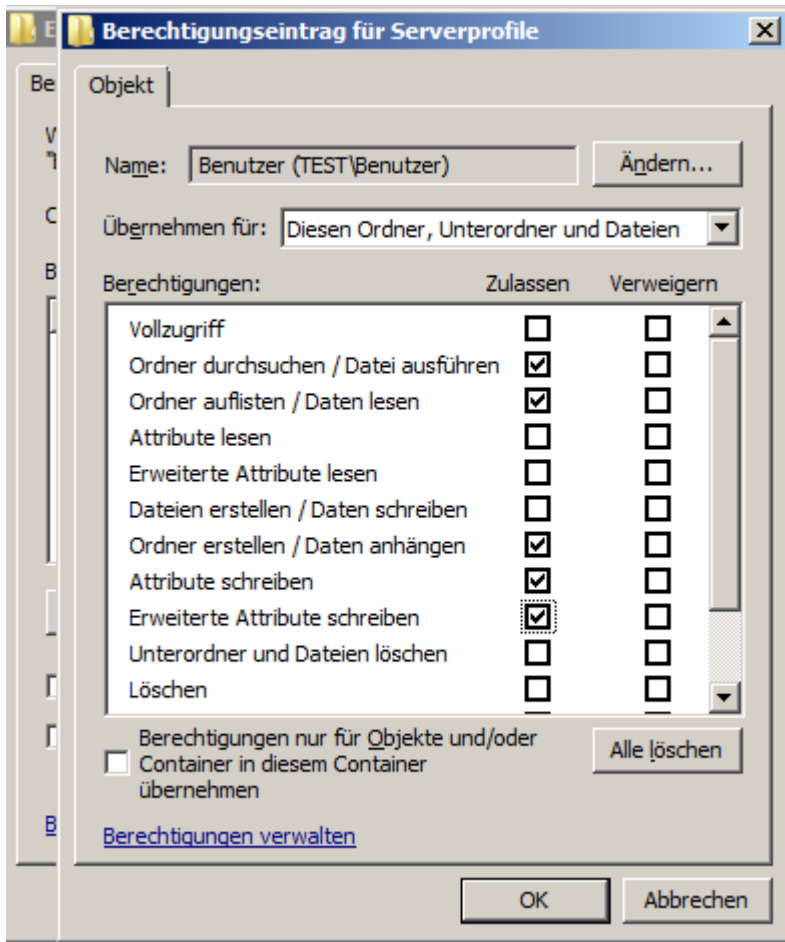 Berechtigungseintrag für Serverprofile
Objekt
Name: Benutzer (TEST\Benutzer) Ändern...
Übernehmen für: Diesen Ordner, Unterordner und Dateien
Berechtigungen: Zulassen Verweigern
Vollzugriff
Ordner durchsuchen / Datei ausführen
Ordner auflisten / Daten lesen
Attribute lesen
Erweiterte Attribute lesen
Dateien erstellen / Daten schreiben
Ordner erstellen / Daten anhängen
Attribute schreiben
Erweiterte Attribute schreiben
Unterordner und Dateien löschen
Löschen
Berechtigungen nur für Objekte und/oder
Container in diesem Container
übernehmen
Alle löschen
Berechtigungen verwalten
OK Abbrechen